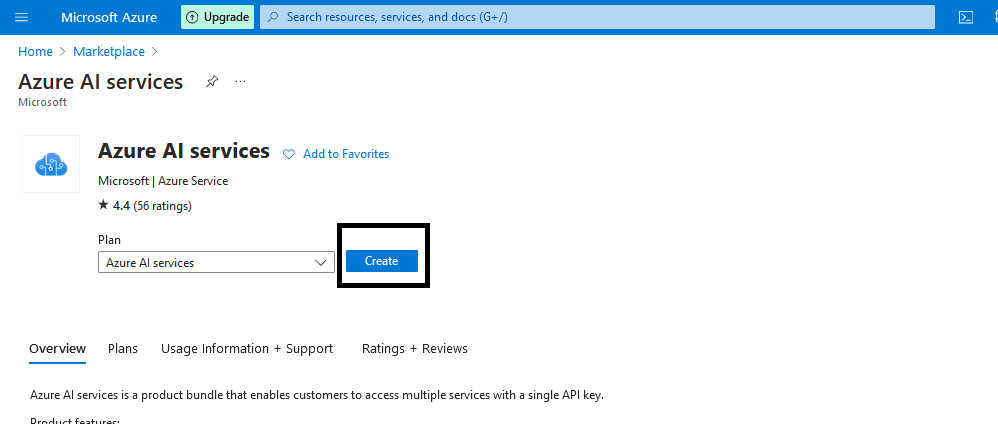 Microsoft Azure Upgrade Search resources, services, and docs (G+/)
Home Marketplace
Azure AI services ...
Microsoft
Azure AI services Add to Favorites
Microsoft | Azure Service
4.4 (56 ratings)
Plan
Azure AI services Create
Overview Plans Usage Information + Support Ratings + Reviews
Azure AI services is a product bundle that enables customers to access multiple services with a single API key.
Product features: